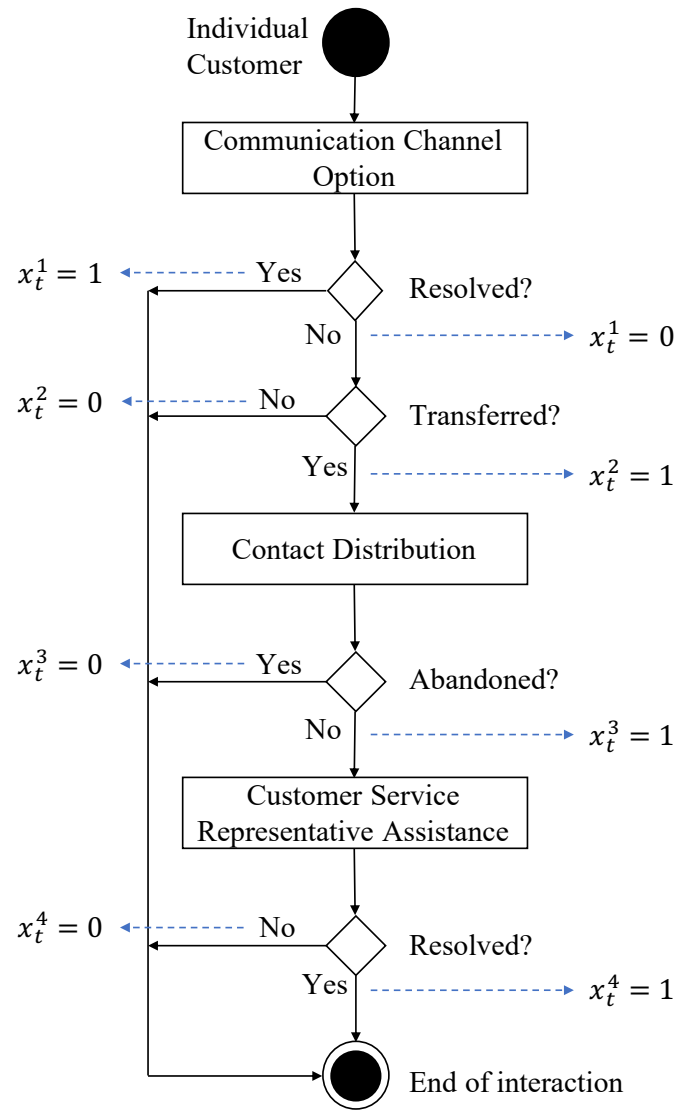 Individual
Customer
Communication Channel
Option
x_t^1 = 1
Yes
Resolved?
No
x_t^1 = 0
x_t^2 = 0
No
Transferred?
Yes
x_t^2 = 1
Contact Distribution
x_t^3 = 0
Yes
Abandoned?
No
x_t^3 = 1
Customer Service
Representative Assistance
x_t^4 = 0
No
Resolved?
Yes
x_t^4 = 1
End of interaction